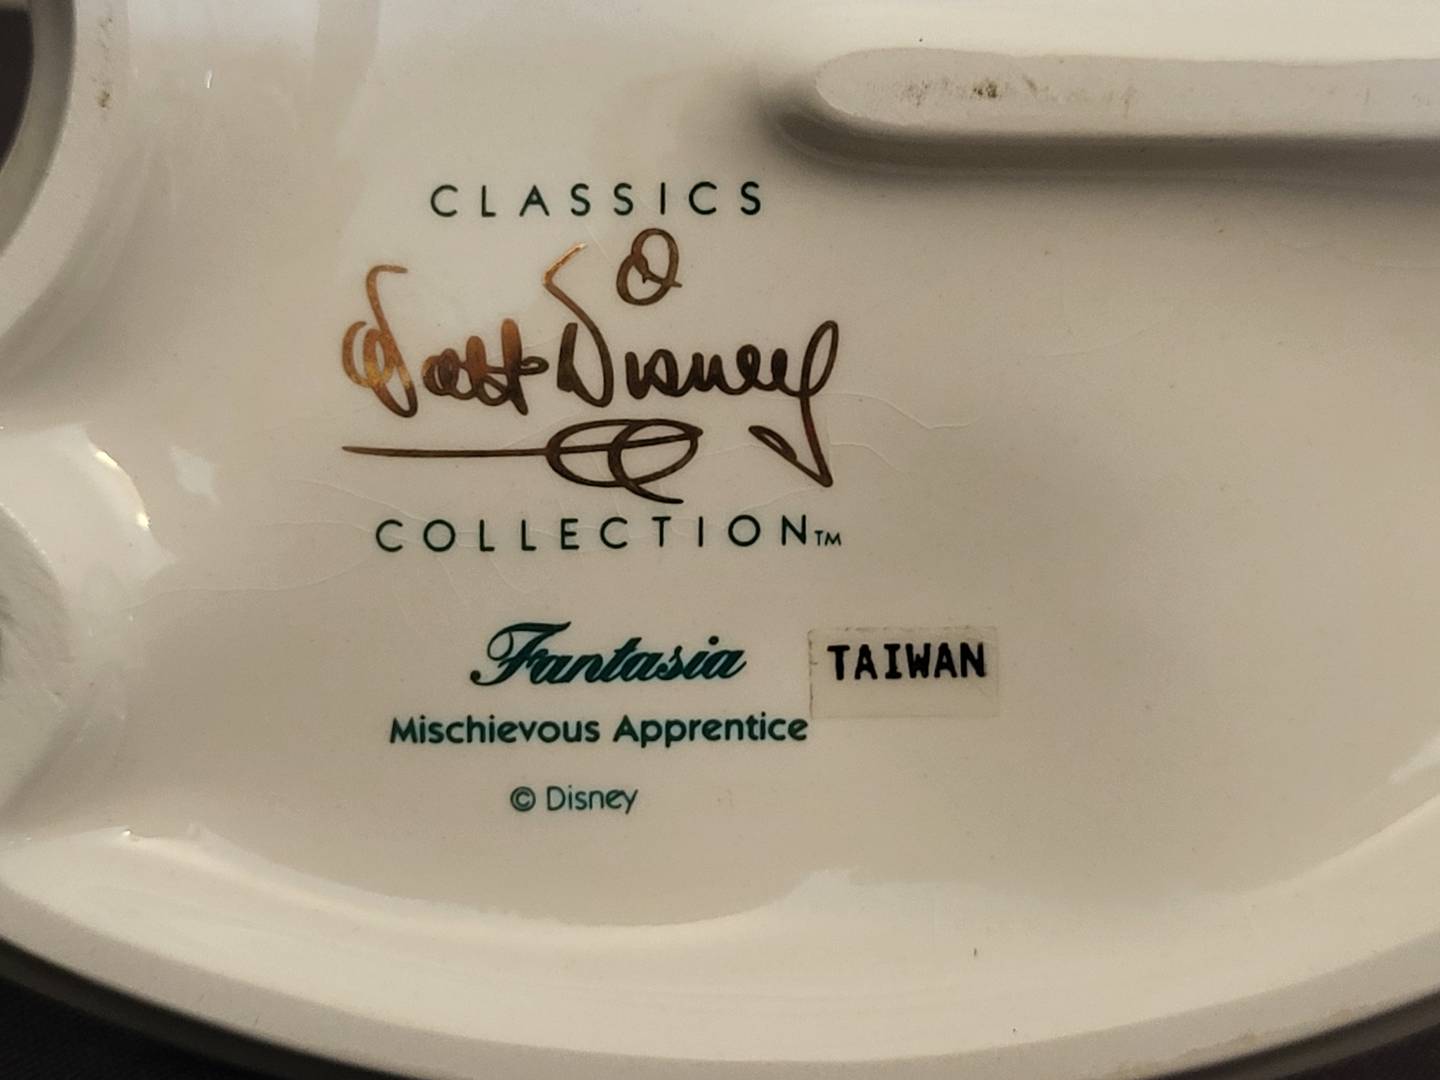 CLASSICS
Walt Disney
COLLECTION™
Fantasia
TAIWAN
Mischievous Apprentice
© Disney